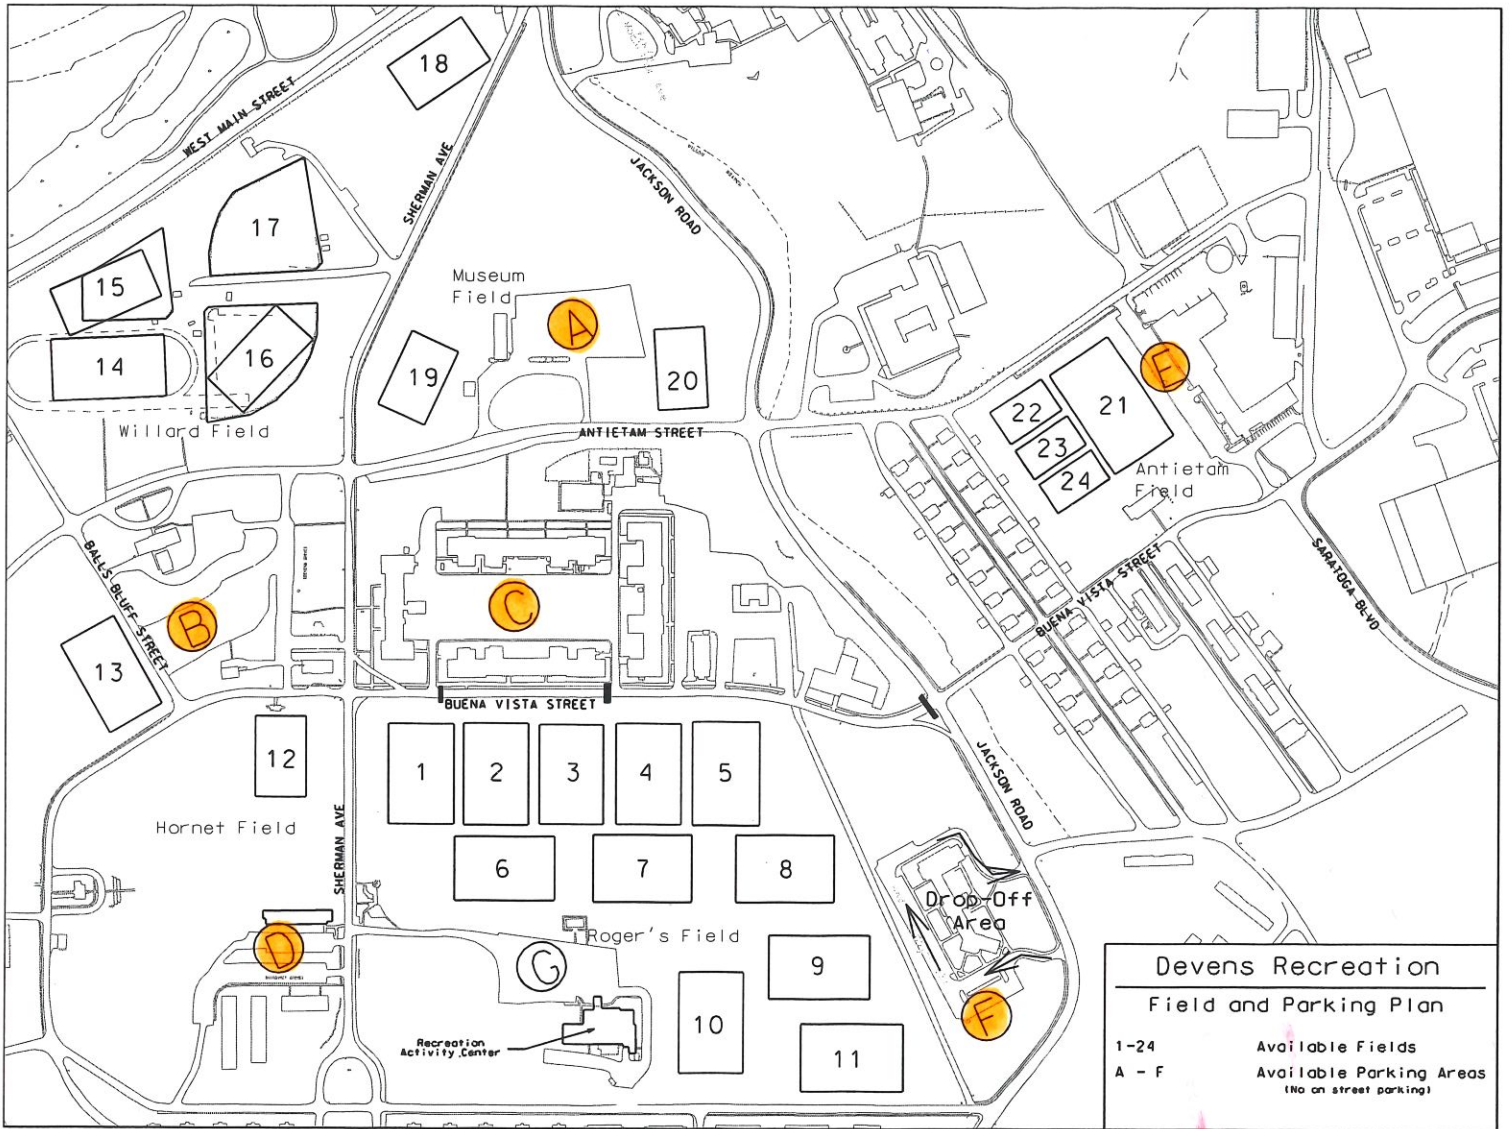 18
WEST MAIN STREET
SHERMAN AVE
JACKSON ROAD
17
15
Museum
Field
A
14
16
19
20
E
22
21
23
24
Willard Field
ANTIETAM STREET
Antietam
Field
BALLS BLUFF STREET
B
C
13
BUENA VISTA STREET
SARATOGA BLVD
BUENA VISTA STREET
12
1
2
3
4
5
JACKSON ROAD
Hornet Field
SHERMAN AVE
6
7
8
Drop-Off
Area
D
Roger's Field
G
9
F
10
11
Recreation
Activity Center
Devens Recreation
Field and Parking Plan
1-24 Available Fields
A - F Available Parking Areas
(No on street parking)